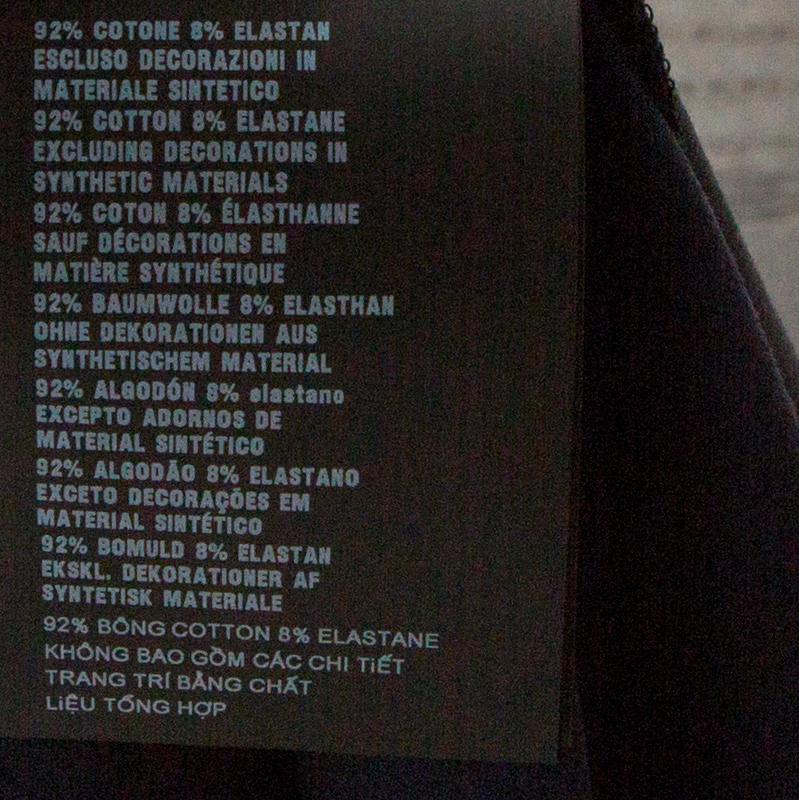 92% COTONE 8% ELASTAN
ESCLUSO DECORAZIONI IN
MATERIALE SINTETICO
92% COTTON 8% ELASTANE
EXCLUDING DECORATIONS IN
SYNTHETIC MATERIALS
92% COTON 8% ÉLASTHANNE
SAUF DÉCORATIONS EN
MATIÈRE SYNTHÉTIQUE
92% BAUMWOLLE 8% ELASTHAN
OHNE DEKORATIONEN AUS
SYNTHETISCHEM MATERIAL
92% ALGODÓN 8% elastano
EXCEPTO ADORNOS DE
MATERIAL SINTÉTICO
92% ALGODÃO 8% ELASTANO
EXCETO DECORAÇÕES EM
MATERIAL SINTÉTICO
92% BOMULD 8% ELASTAN
EKSKL. DEKORATIONER AF
SYNTETISK MATERIALE
92% BÔNG COTTON 8% ELASTANE
KHÔNG BAO GỒM CÁC CHI TiẾT
TRANG TRÍ BẰNG CHẤT
LiỆU TỔNG HỢP